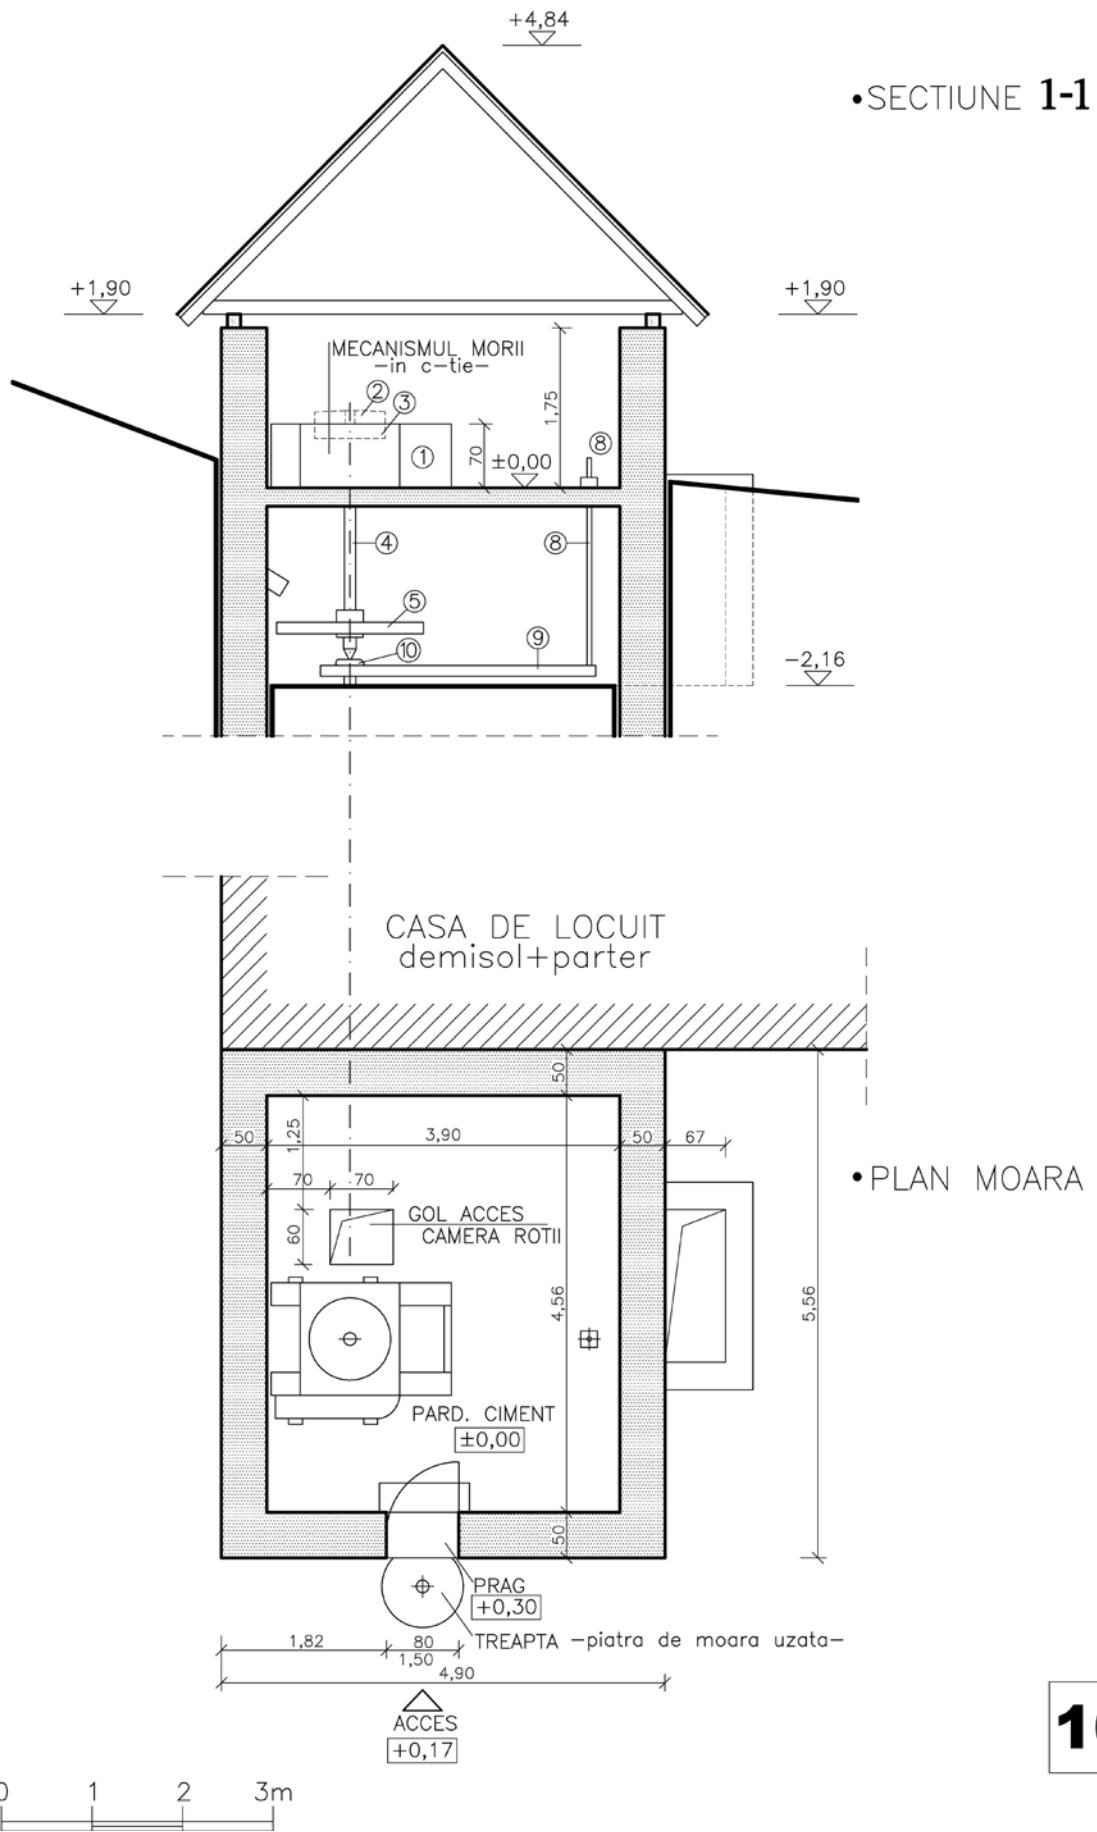 +4,84
•SECTIUNE 1-1
+1,90
+1,90
MECANISMUL MORII
-in c-tie-
2
3
1,75
8
1
70
±0,00
4
8
5
10
9
-2,16
CASA DE LOCUIT
demisol+parter
50
50
1,25
3,90
50
67
•PLAN MOARA
70
70
GOL ACCES
CAMERA ROTII
60
4,56
5,56
PARD. CIMENT
±0,00
50
PRAG
+0,30
1,82
80
TREAPTA -piatra de moara uzata-
1,50
4,90
ACCES
+0,17
0 1 2 3m